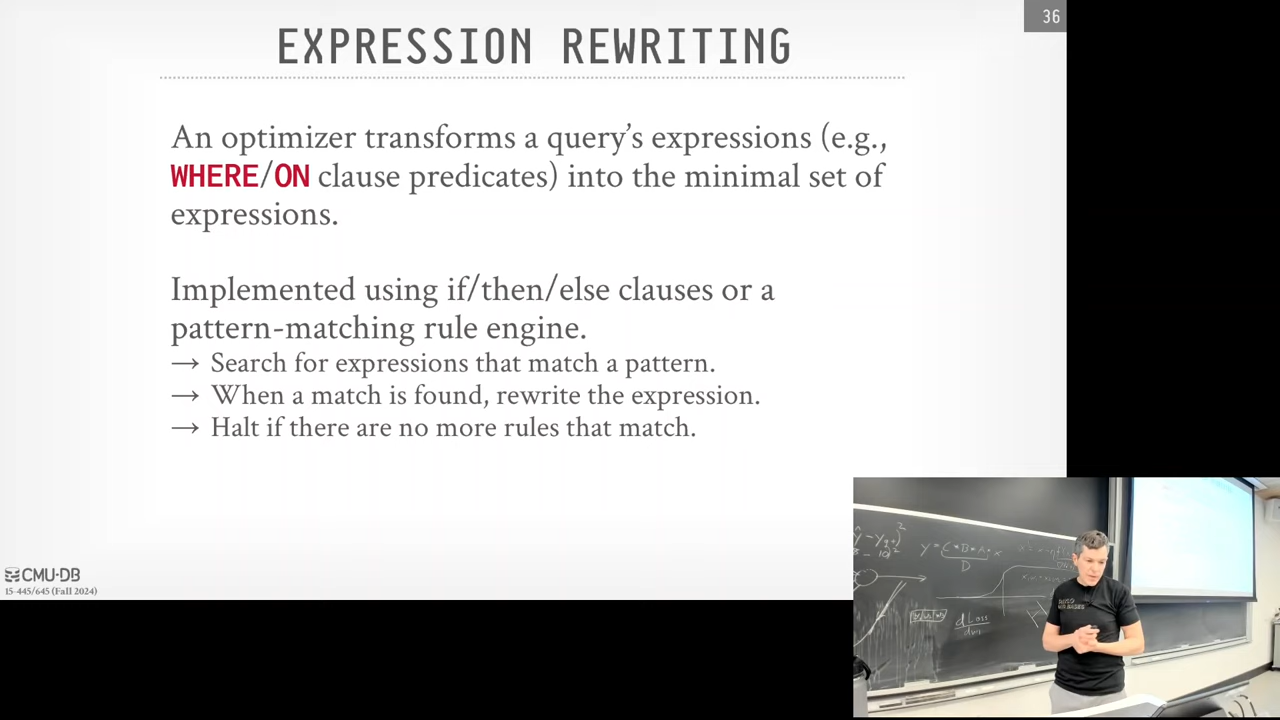 36
EXPRESSION REWRITING
An optimizer transforms a query’s expressions (e.g.,
WHERE/ON clause predicates) into the minimal set of
expressions.
Implemented using if/then/else clauses or a
pattern-matching rule engine.
→ Search for expressions that match a pattern.
→ When a match is found, rewrite the expression.
→ Halt if there are no more rules that match.
CMU·DB
15-445/645 (Fall 2024)
D
dLoss